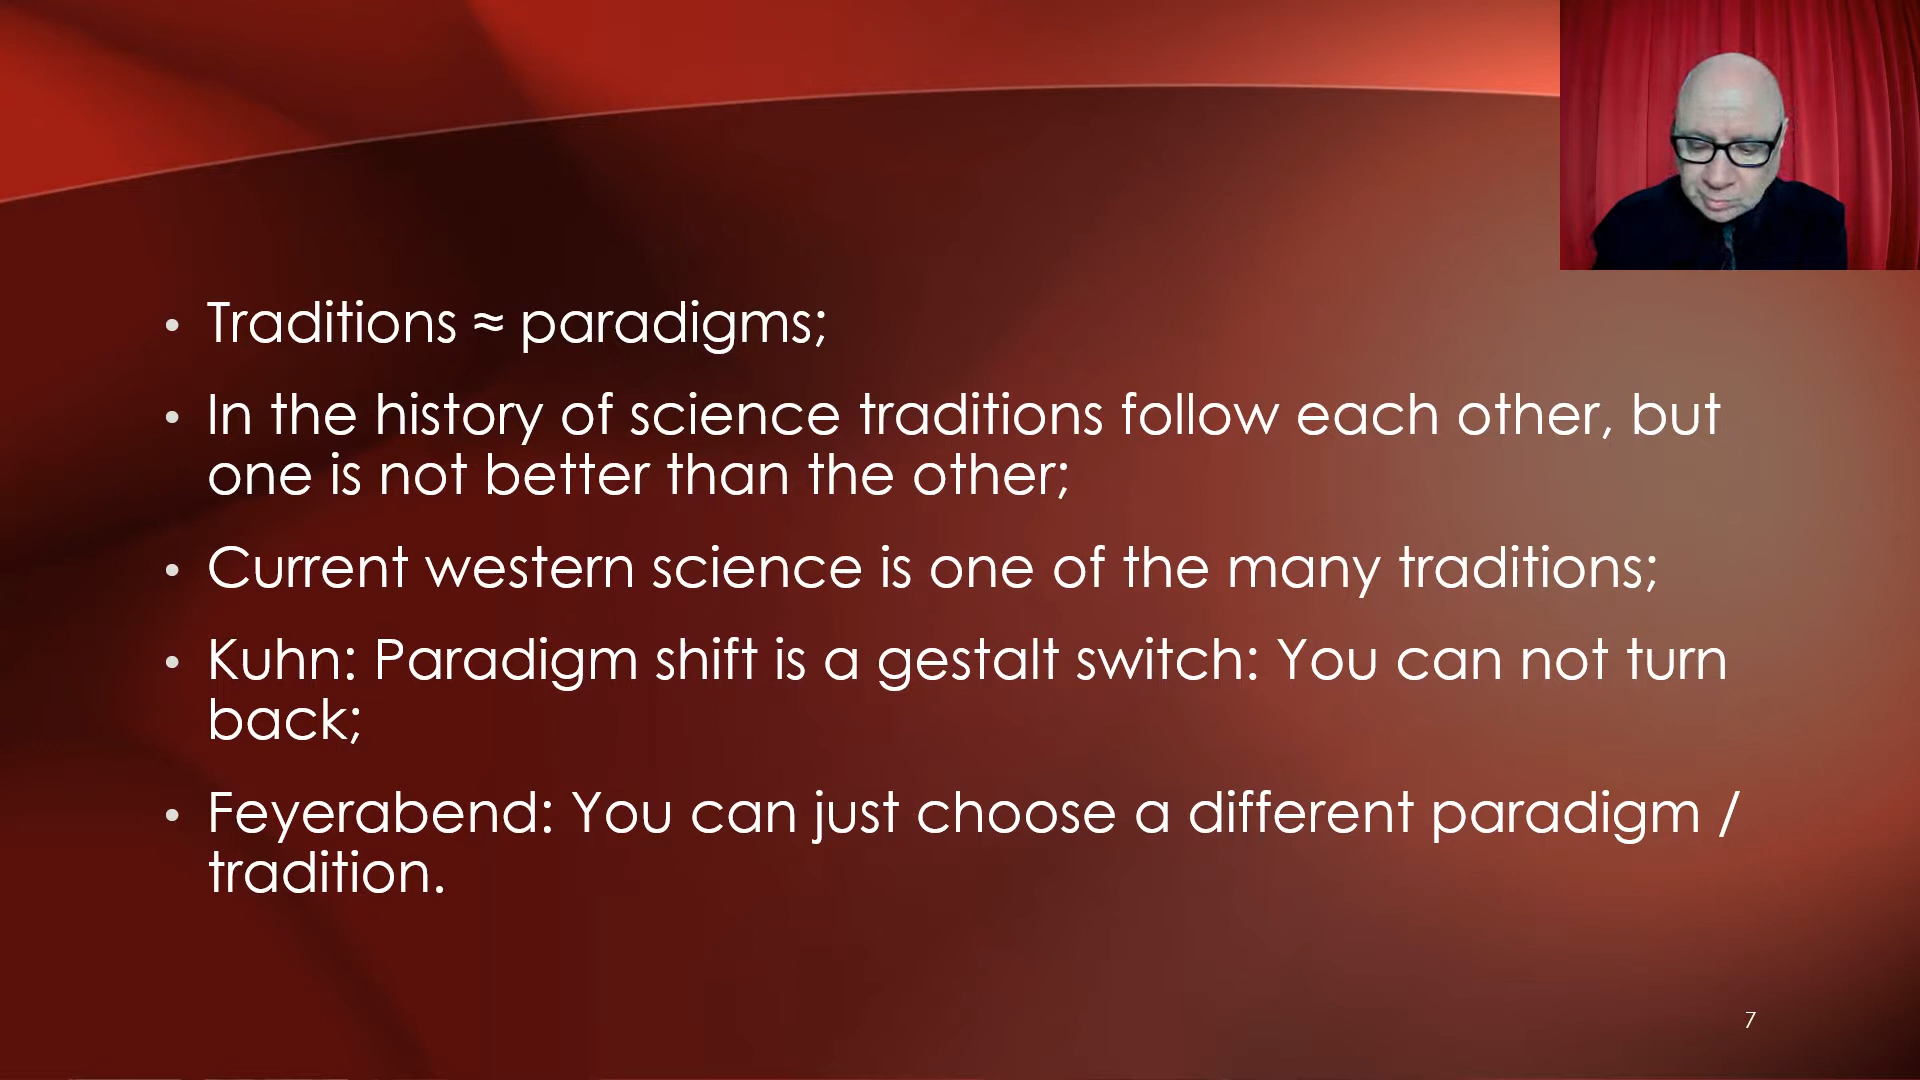 • Traditions ≈ paradigms;
• In the history of science traditions follow each other, but
one is not better than the other;
• Current western science is one of the many traditions;
• Kuhn: Paradigm shift is a gestalt switch: You can not turn
back;
• Feyerabend: You can just choose a different paradigm /
tradition.
7